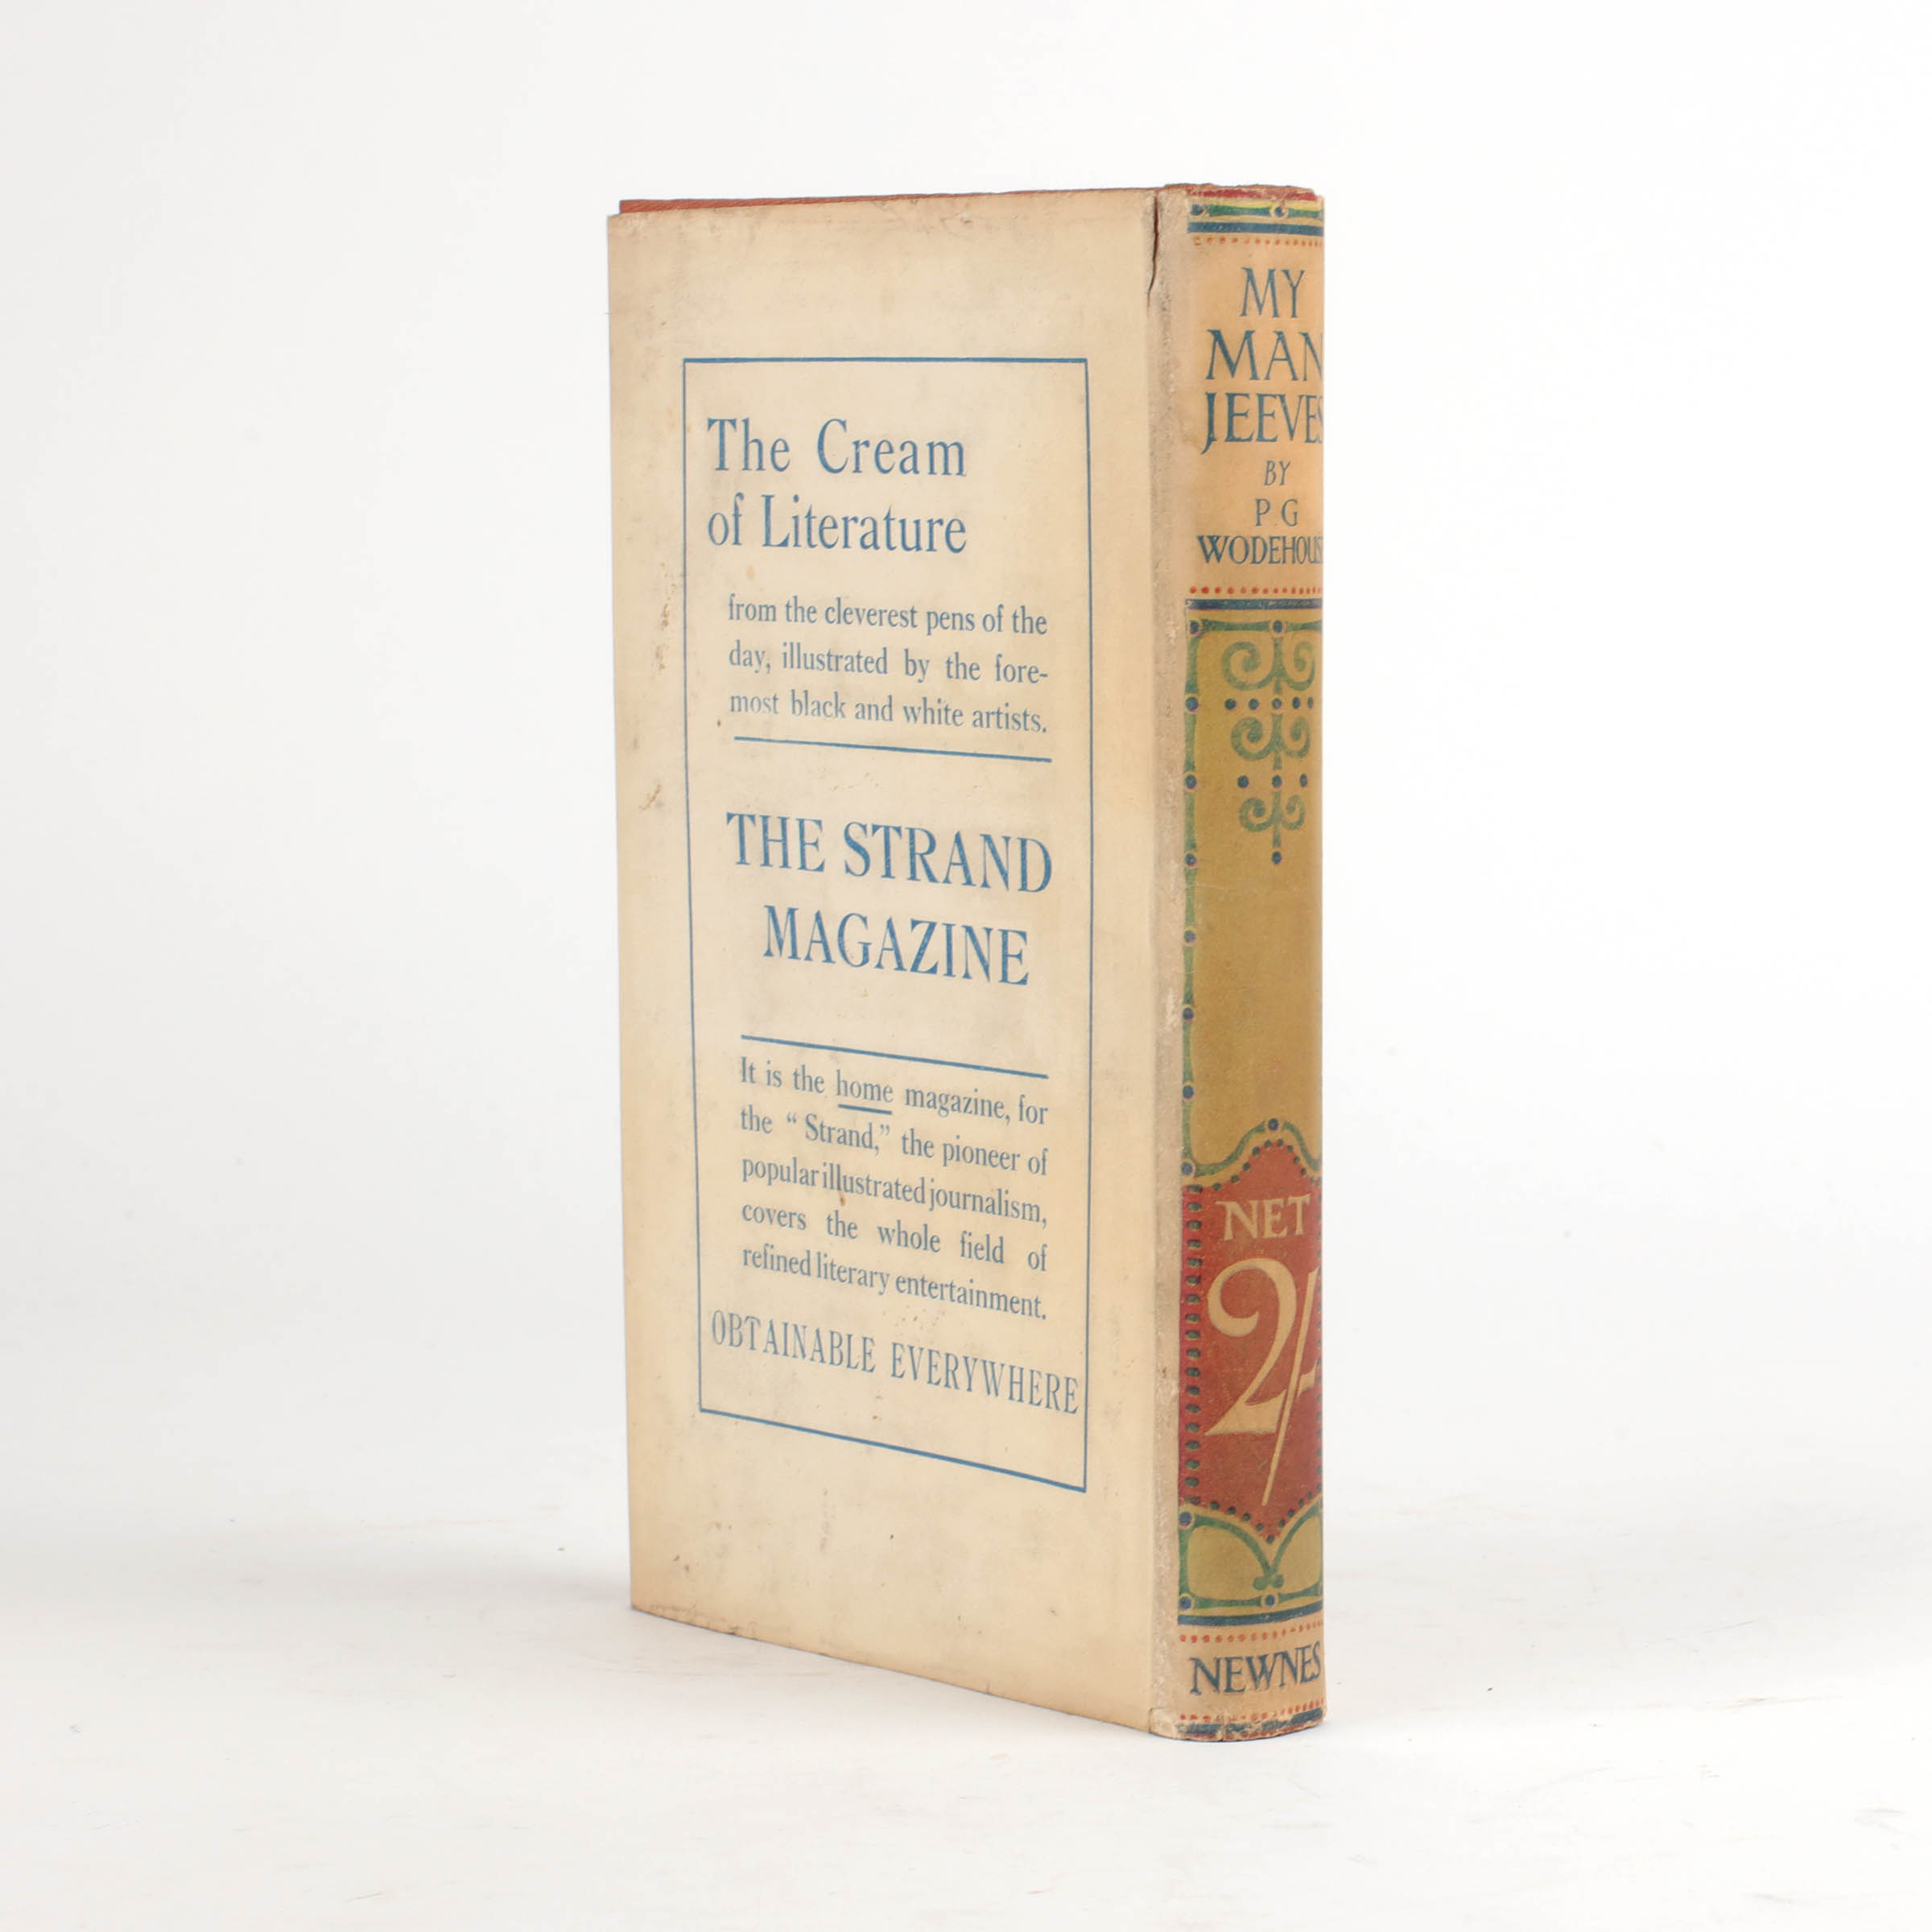 The Cream
of Literature
from the cleverest pens of the
day, illustrated by the fore-
most black and white artists.
THE STRAND
MAGAZINE
It is the home magazine, for
the “ Strand,” the pioneer of
popular illustrated journalism,
covers the whole field of
refined literary entertainment.
OBTAINABLE EVERYWHERE
MY
MAN
JEEVES
BY
P. G
WODEHOUS
NET
2/-
NEWNES